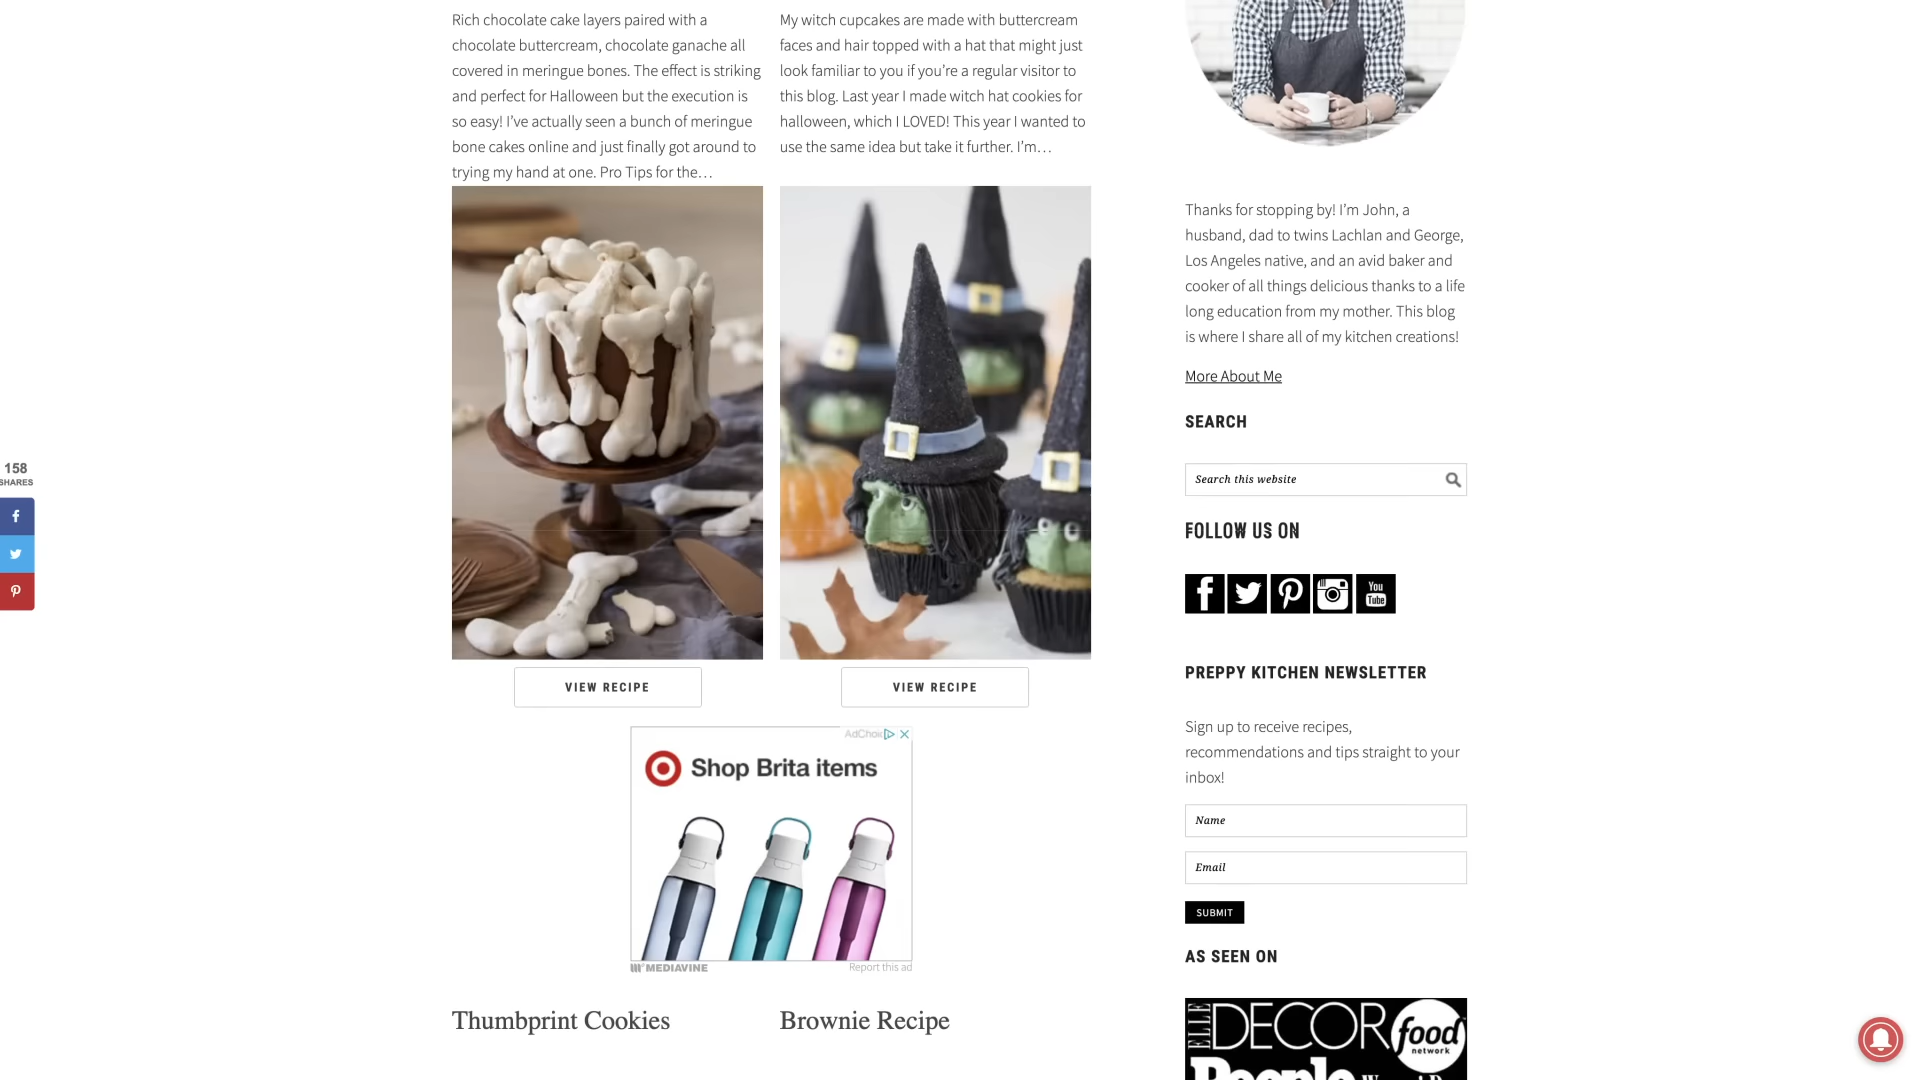 Rich chocolate cake layers paired with a
chocolate buttercream, chocolate ganache all
covered in meringue bones. The effect is striking
and perfect for Halloween but the execution is
so easy! I’ve actually seen a bunch of meringue
bone cakes online and just finally got around to
trying my hand at one. Pro Tips for the…
VIEW RECIPE
My witch cupcakes are made with buttercream
faces and hair topped with a hat that might just
look familiar to you if you’re a regular visitor to
this blog. Last year I made witch hat cookies for
halloween, which I LOVED! This year I wanted to
use the same idea but take it further. I’m…
VIEW RECIPE
158
SHARES
Shop Brita items
MEDIAVINE
Report this ad
Thumbprint Cookies
Brownie Recipe
Thanks for stopping by! I’m John, a
husband, dad to twins Lachlan and George,
Los Angeles native, and an avid baker and
cooker of all things delicious thanks to a life
long education from my mother. This blog
is where I share all of my kitchen creations!
More About Me
SEARCH
Search this website
FOLLOW US ON
You
Tube
PREPPY KITCHEN NEWSLETTER
Sign up to receive recipes,
recommendations and tips straight to your
inbox!
Name
Email
SUBMIT
AS SEEN ON
ELLE DECOR
food
network
People